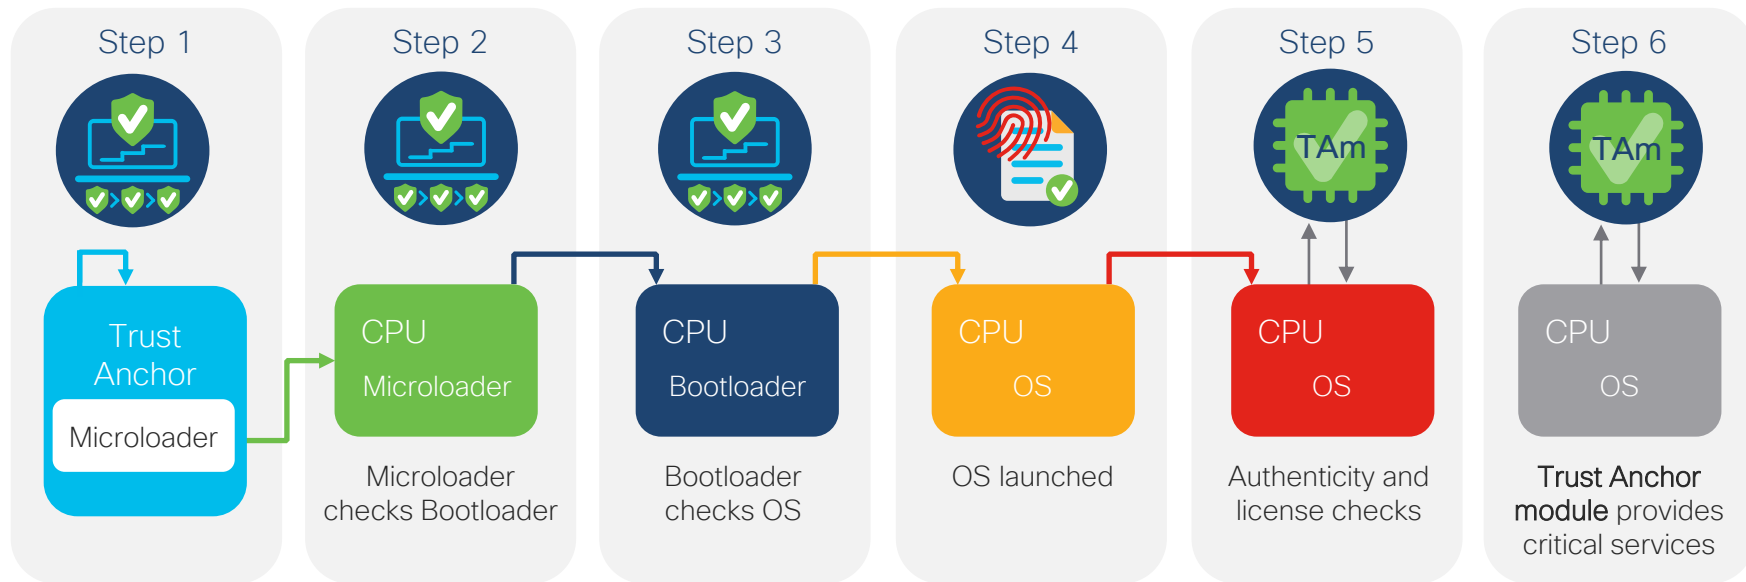 Step 1
Trust
Anchor
Microloader
Step 2
CPU
Microloader
Microloader
checks Bootloader
Step 3
CPU
Bootloader
Bootloader
checks OS
Step 4
CPU
OS
OS launched
Step 5
TAm
CPU
OS
Authenticity and
license checks
Step 6
TAm
CPU
OS
Trust Anchor
module provides
critical services